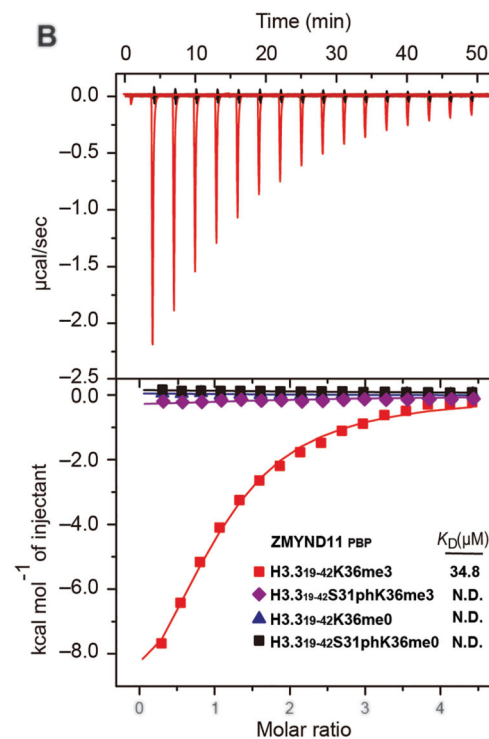 B
Time (min)
0 10 20 30 40 50
0.0
−0.5
−1.0
−1.5
−2.0
−2.5
µcal/sec
0.0
−2.0
−4.0
−6.0
−8.0
kcal mol⁻¹ of injectant
ZMYND11 PBP K_D(µM)
H3.3₁₉₋₄₂K36me3 34.8
H3.3₁₉₋₄₂S31phK36me3 N.D.
H3.3₁₉₋₄₂K36me0 N.D.
H3.3₁₉₋₄₂S31phK36me0 N.D.
0 1 2 3 4
Molar ratio